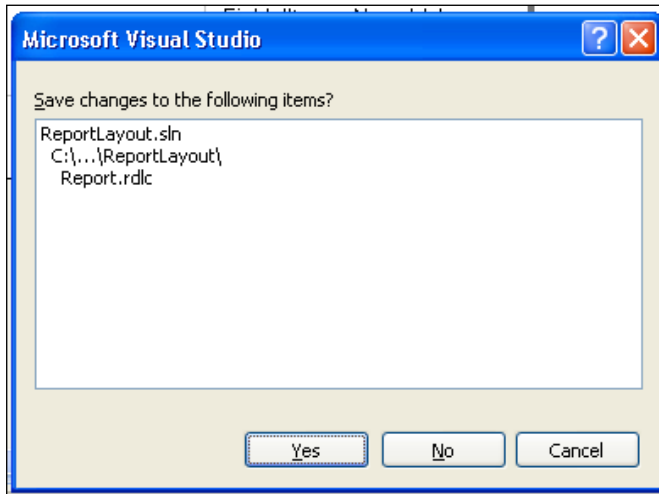 Microsoft Visual Studio
Save changes to the following items?
ReportLayout.sln
C:\...\ReportLayout\
Report.rdlc
Yes
No
Cancel